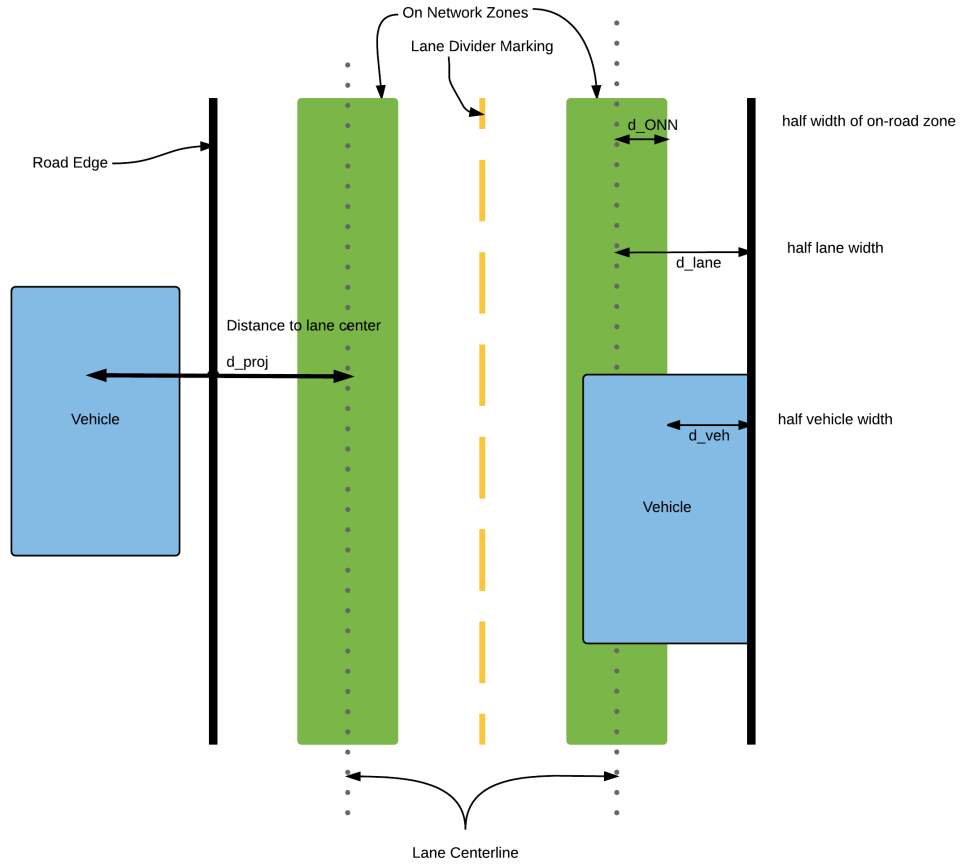 On Network Zones
Lane Divider Marking
d_ONN
half width of on-road zone
Road Edge
half lane width
d_lane
Distance to lane center
d_proj
Vehicle
half vehicle width
d_veh
Vehicle
Lane Centerline